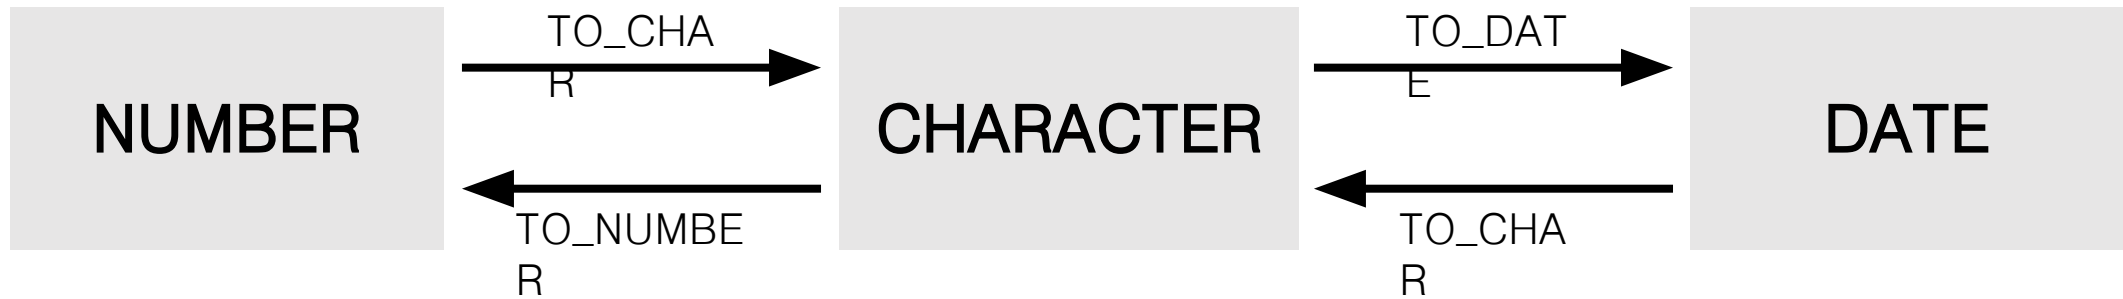 TO_CHA
R
TO_DAT
E
NUMBER
CHARACTER
DATE
TO_NUMBE
R
TO_CHA
R